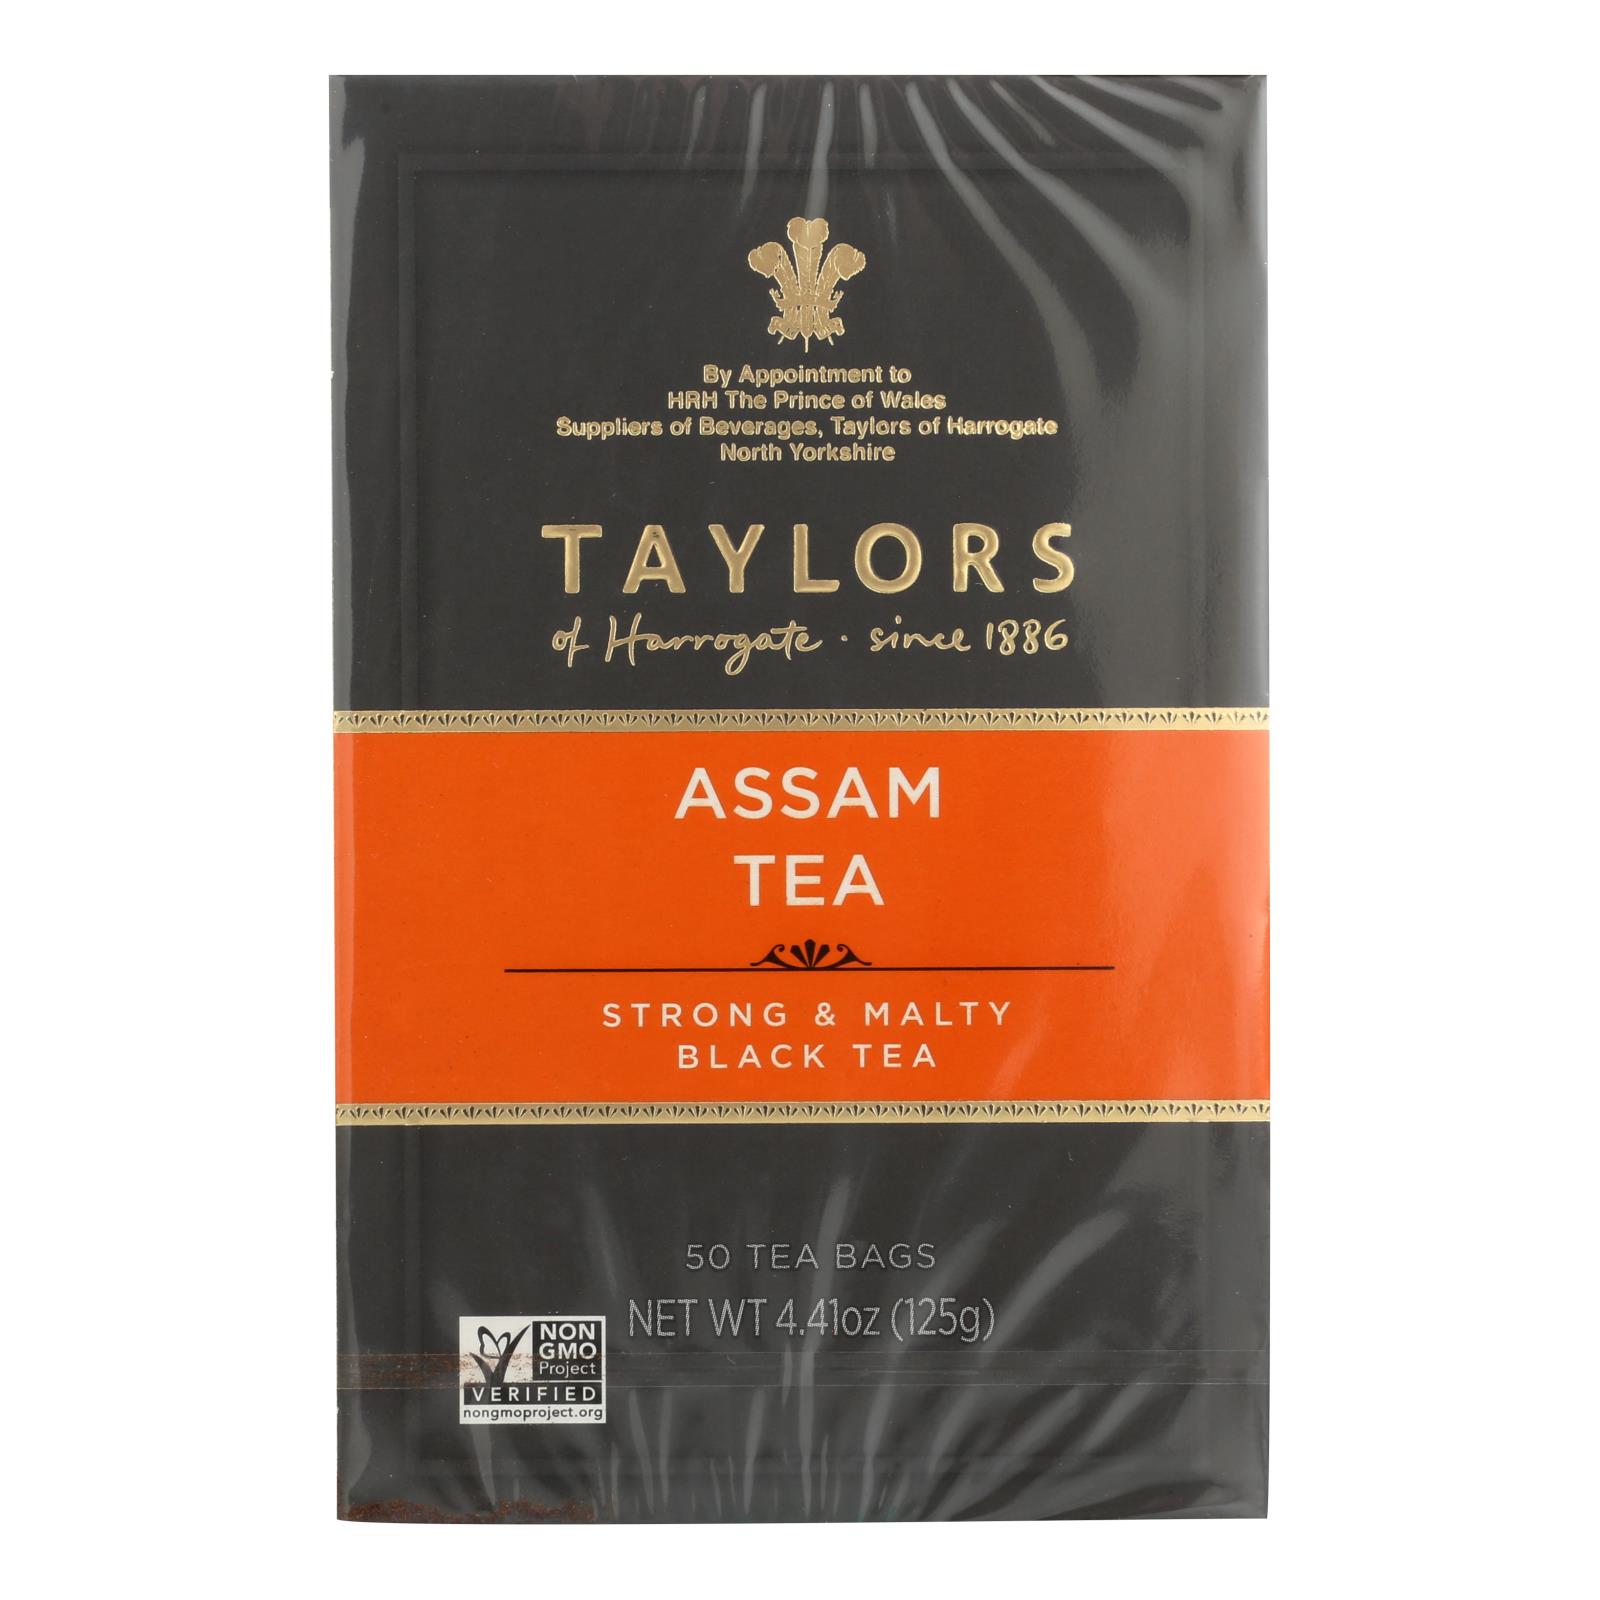 By Appointment to
HRH The Prince of Wales
Suppliers of Beverages, Taylors of Harrogate
North Yorkshire
TAYLORS
of Harrogate · since 1886
ASSAM
TEA
STRONG & MALTY
BLACK TEA
50 TEA BAGS
NET WT 4.41oz (125g)
NON
GMO
Project
VERIFIED
nongmoproject.org